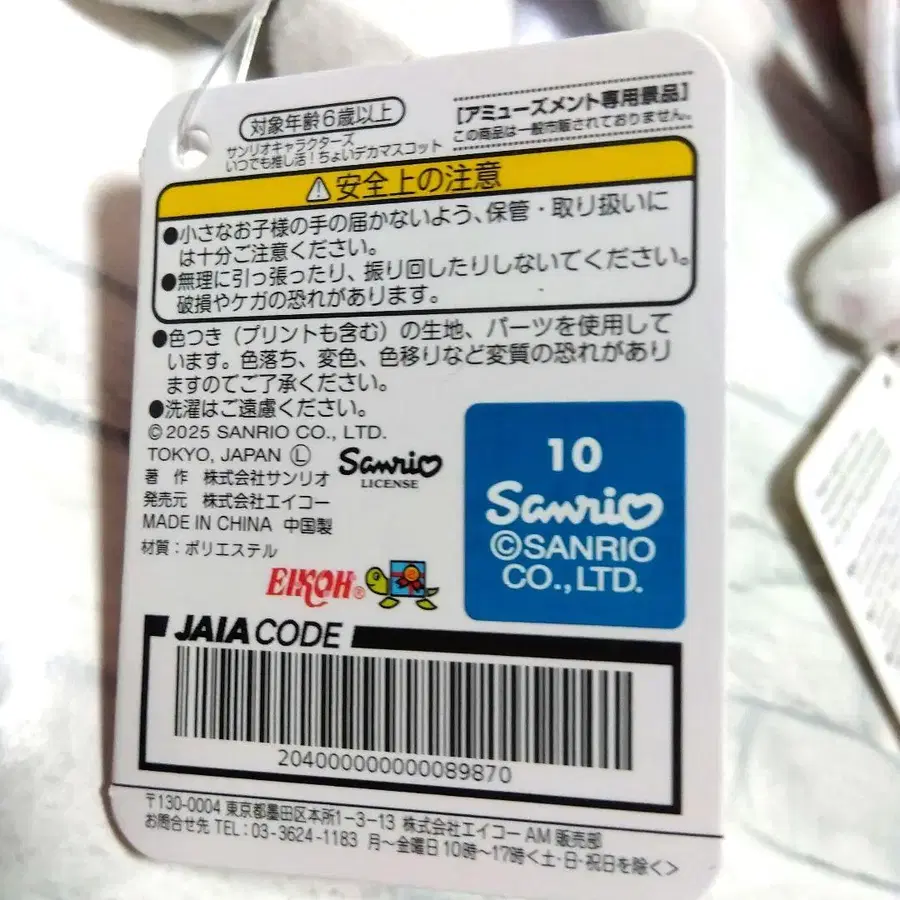 対象年齢6歳以上
【アミューズメント専用景品】
この商品は一般市販されておりません。
サンリオキャラクターズ
いつでも推し活!ちょいデカマスコット
安全上の注意
●小さなお子様の手の届かないよう、保管・取り扱いに
は十分ご注意ください。
●無理に引っ張ったり、振り回したりしないでください。
破損やケガの恐れがあります。
●色つき(プリントも含む)の生地、パーツを使用して
います。色落ち、変色、色移りなど変質の恐れがあり
ますのでご了承ください。
●洗濯はご遠慮ください。
©2025 SANRIO CO., LTD.
TOKYO, JAPAN Ⓛ
著 作 株式会社サンリオ
発売元 株式会社エイコー
MADE IN CHINA 中国製
材質:ポリエステル
Sanrio
LICENSE
EIKOH®
10
Sanrio
©SANRIO
CO.,LTD.
JAIA CODE
2040000000000089870
〒130-0004 東京都墨田区本所1-3-13 株式会社エイコー AM販売部
お問合せ先 TEL:03-3624-1183 月〜金曜日10時〜17時<土・日・祝日を除く>